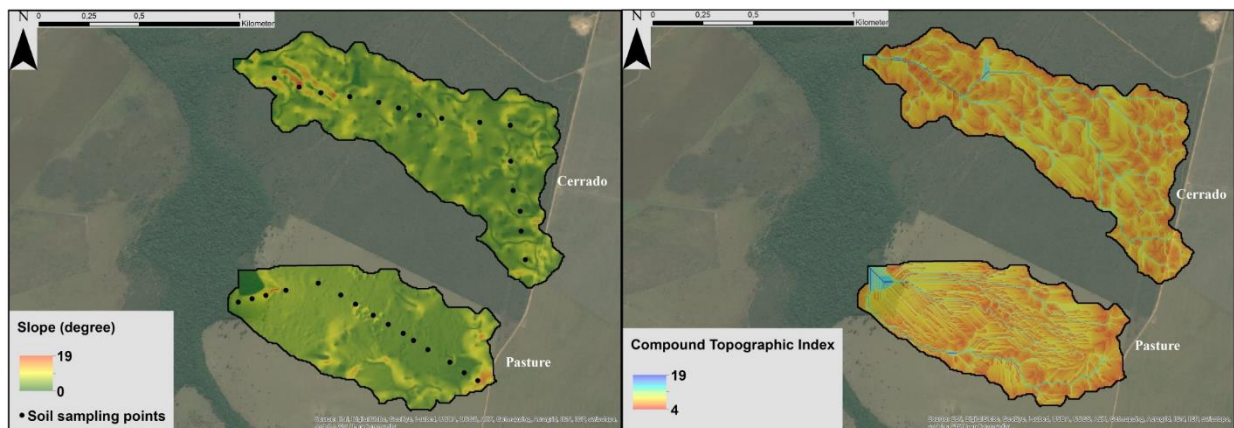 N
0 0,25 0,5 1
Kilometer
Cerrado
Pasture
Slope (degree)
19
0
Soil sampling points
N
0 0,25 0,5 1
Kilometer
Cerrado
Pasture
Compound Topographic Index
19
4